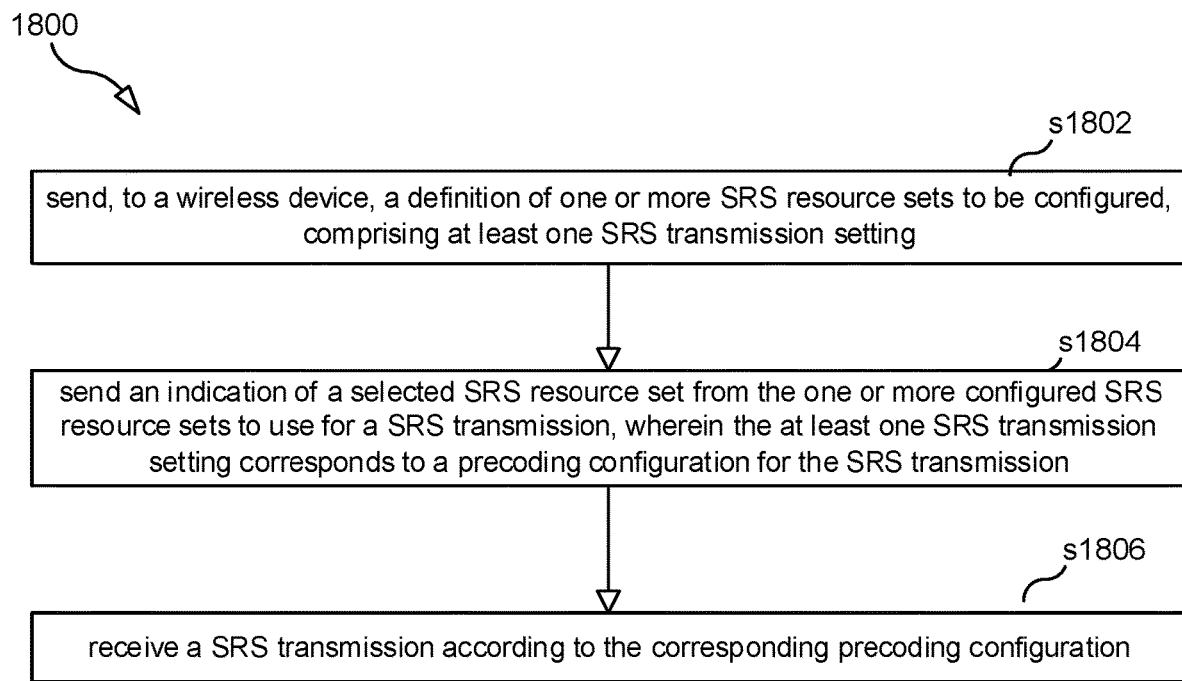 1800
s1802
send, to a wireless device, a definition of one or more SRS resource sets to be configured,
comprising at least one SRS transmission setting
s1804
send an indication of a selected SRS resource set from the one or more configured SRS
resource sets to use for a SRS transmission, wherein the at least one SRS transmission
setting corresponds to a precoding configuration for the SRS transmission
s1806
receive a SRS transmission according to the corresponding precoding configuration